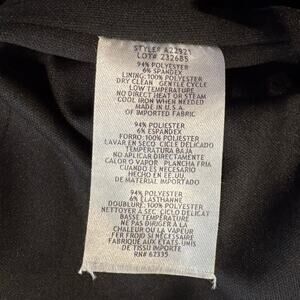 STYLE# A22921
LOT# 232685
94% POLYESTER
6% SPANDEX
LINING: 100% POLYESTER
DRY CLEAN GENTLE CYCLE
LOW TEMPERATURE
NO DIRECT HEAT OR STEAM
COOL IRON WHEN NEEDED
MADE IN U.S.A.
OF IMPORTED FABRIC
94% POLIESTER
6% ESPANDEX
FORRO: 100% POLIESTER
LAVAR EN SECO CICLE DELICADO
TEMPERATURA BAJA
NO APLICAR DIRECTAMENTE
CALOR O VAPOR PLANCHA FRIA
CUANDO ES NECESARIO
HECHO EN EE.UU.
DE MATERIAL IMPORTADO
94% POLYESTER
6% ELASTHANNE
DOUBLURE: 100% POLYESTER
NETTOYER A SEC CICLO DELICAT
BASSE TEMPERATURE
NE PAS DIRIGER A LA
CHALEUR OU LA VAPEUR
FER FROID SI NECESSAIRE
FABRIQUE AUX ETATS-UNIS
DE TISSU IMPORTE
RN# 62335